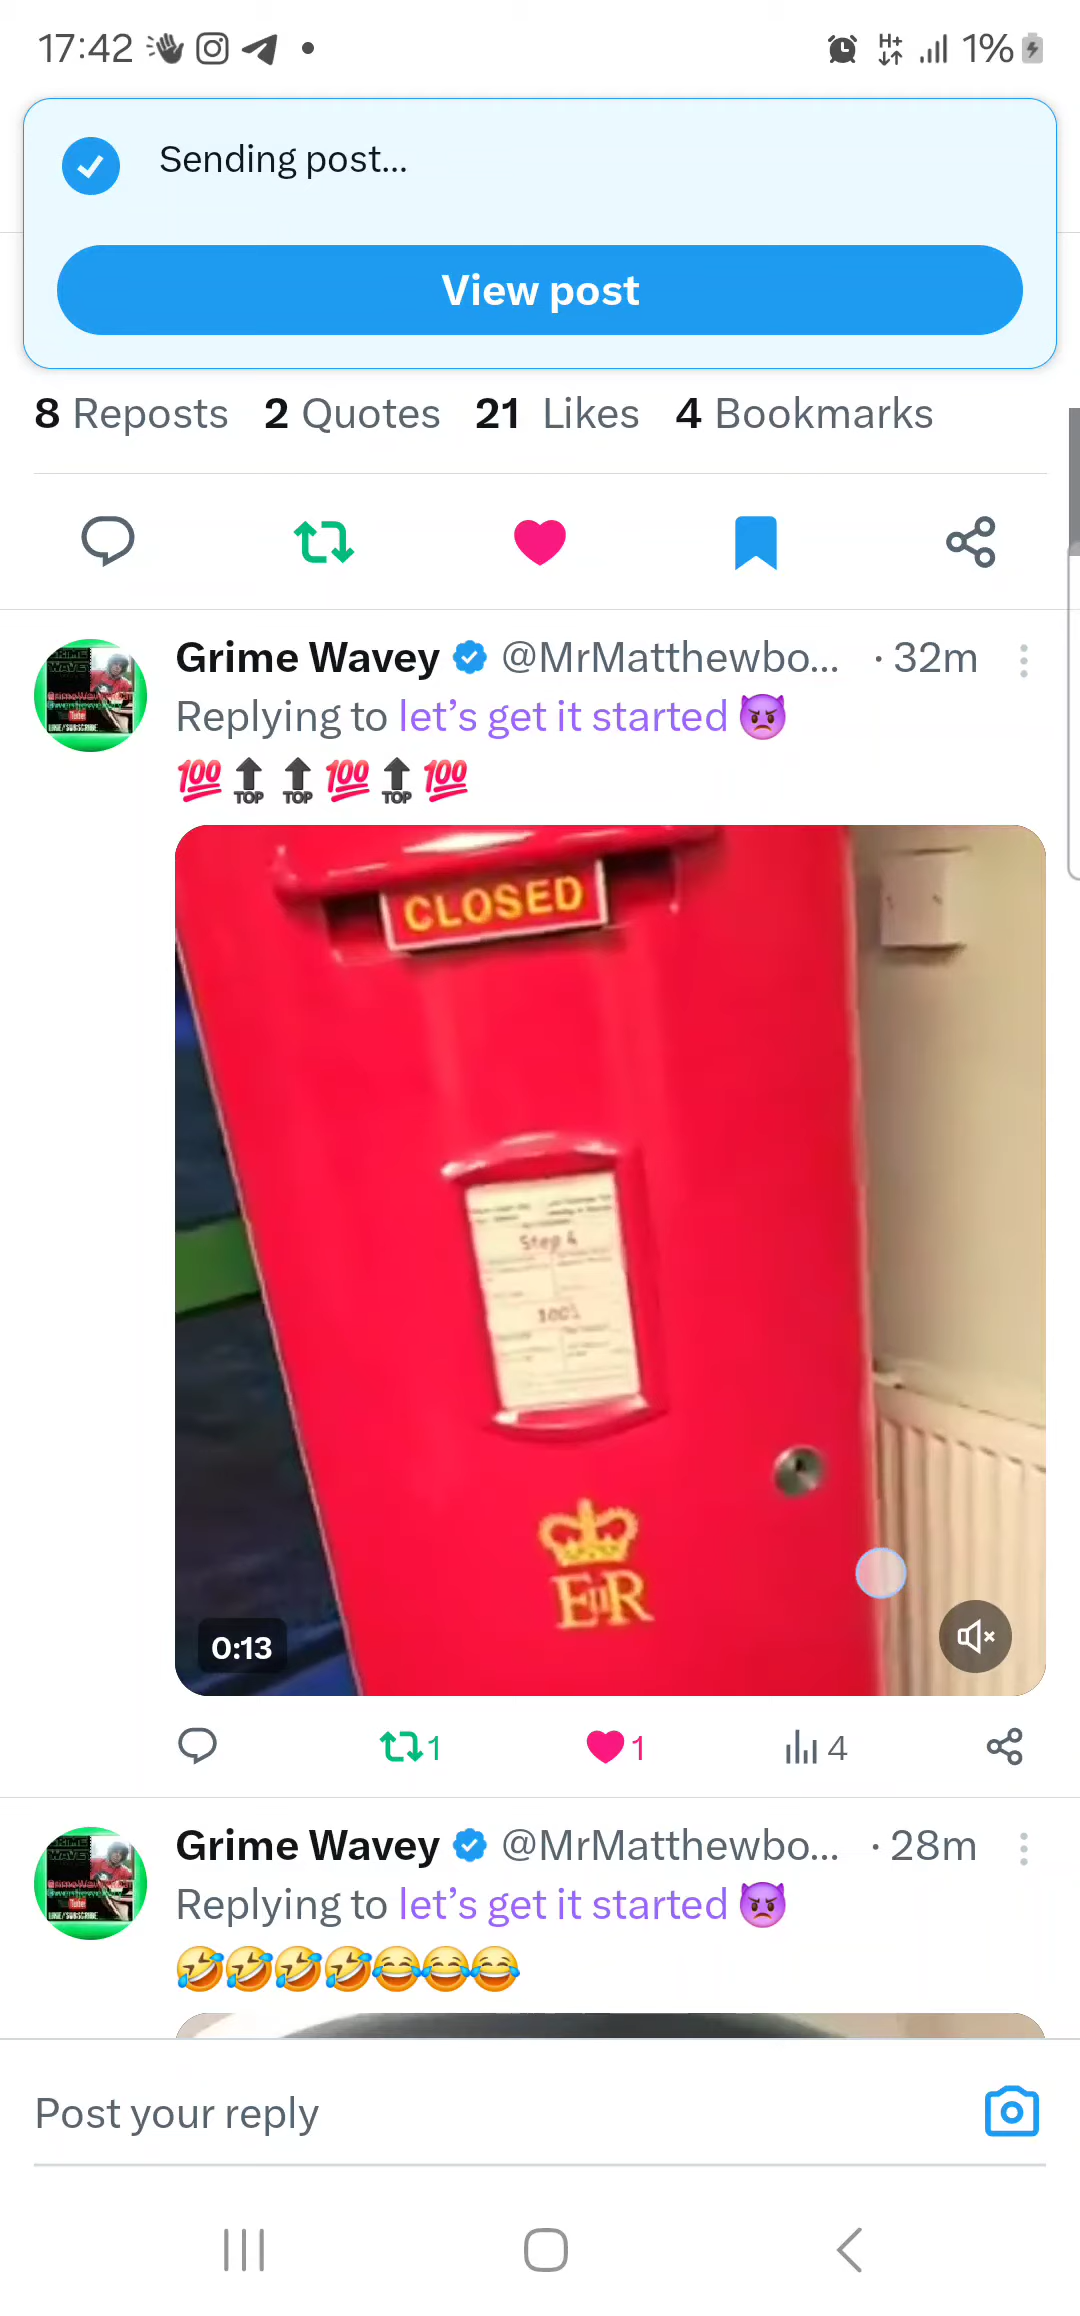 17:42
1%
Sending post...
View post
8 Reposts 2 Quotes 21 Likes 4 Bookmarks
Grime Wavey @MrMatthewbo... · 32m
Replying to let's get it started 😈
💯🔝🔝💯🔝💯
CLOSED
Step 4
100%
EIIR
0:13
1 1 4
Grime Wavey @MrMatthewbo... · 28m
Replying to let's get it started 😈
🤣🤣🤣🤣😂😂😂
Post your reply